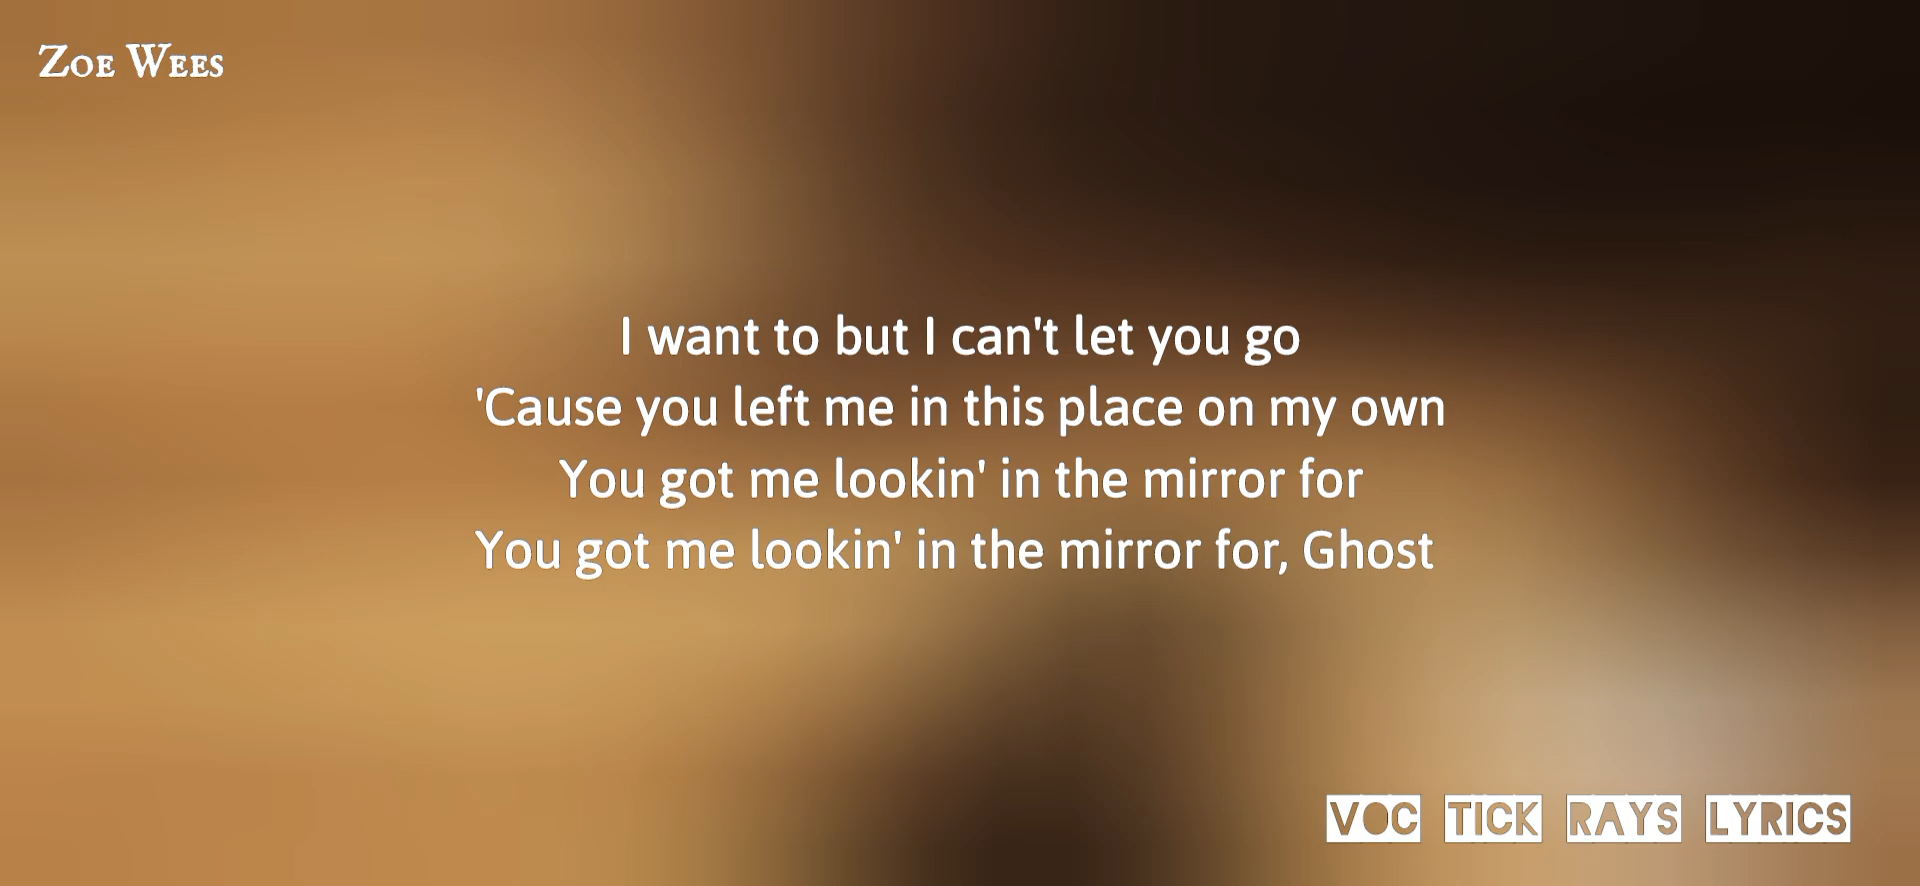 Zoe Wees
I want to but I can't let you go
'Cause you left me in this place on my own
You got me lookin' in the mirror for
You got me lookin' in the mirror for, Ghost
VOC TICK RAYS LYRICS